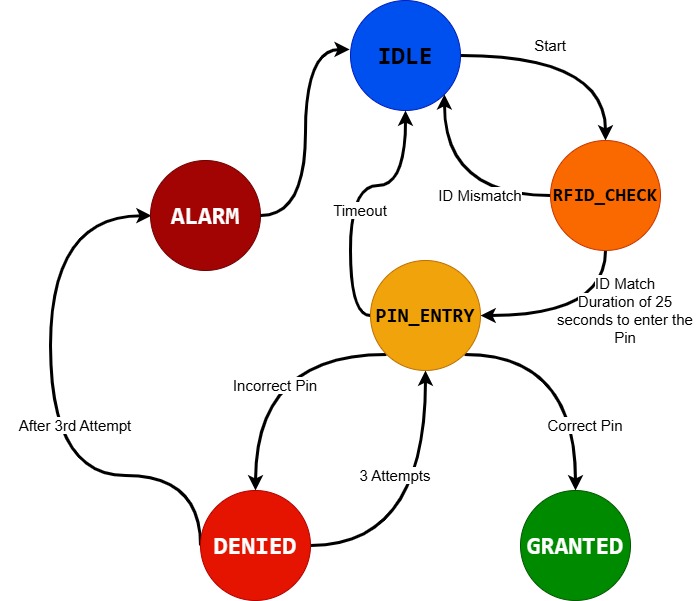 IDLE
Start
ALARM
ID Mismatch
RFID_CHECK
Timeout
ID Match
Duration of 25
seconds to enter the
Pin
PIN_ENTRY
Incorrect Pin
After 3rd Attempt
Correct Pin
3 Attempts
DENIED
GRANTED